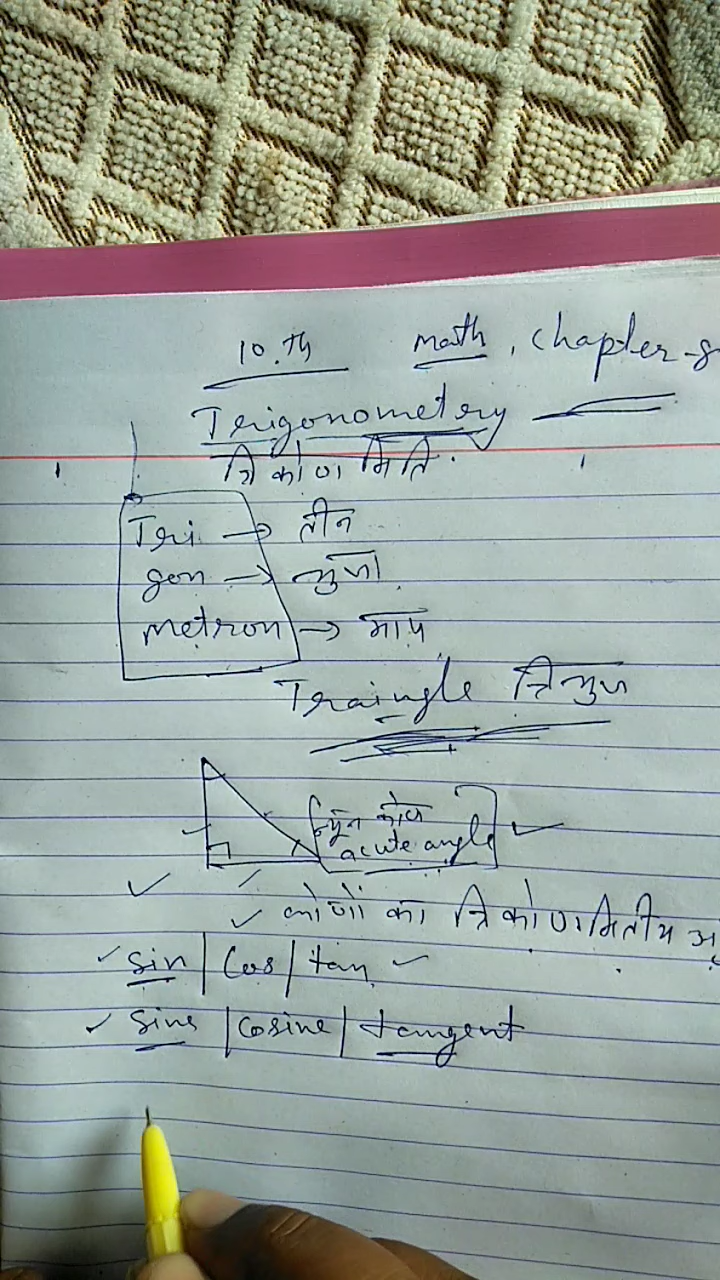 10.th math, chapter-8
Trigonometry
त्रिकोणमिति.
Tri → तीन
gon → भुजा
metron → माप
Traingle त्रिभुज
न्यून कोण
acute angle
कोणों का त्रिकोणमितीय
sin | Cos | tan
Sine | Cosine | tangent